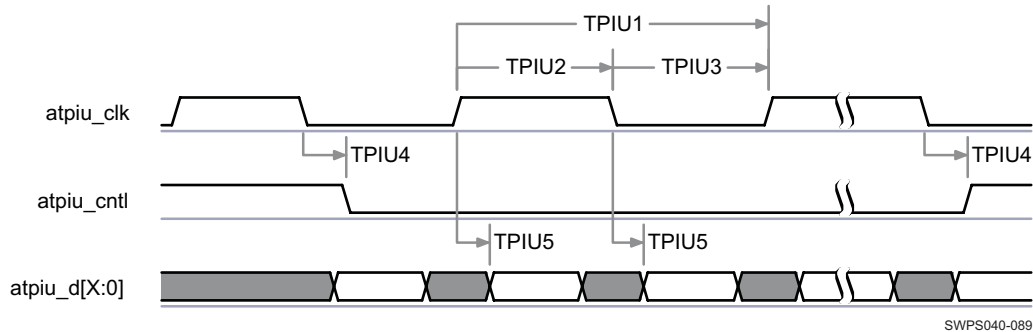 TPIU1
TPIU2 TPIU3
atpiu_clk
TPIU4 TPIU4
atpiu_cntl
TPIU5 TPIU5
atpiu_d[X:0]
SWPS040-089